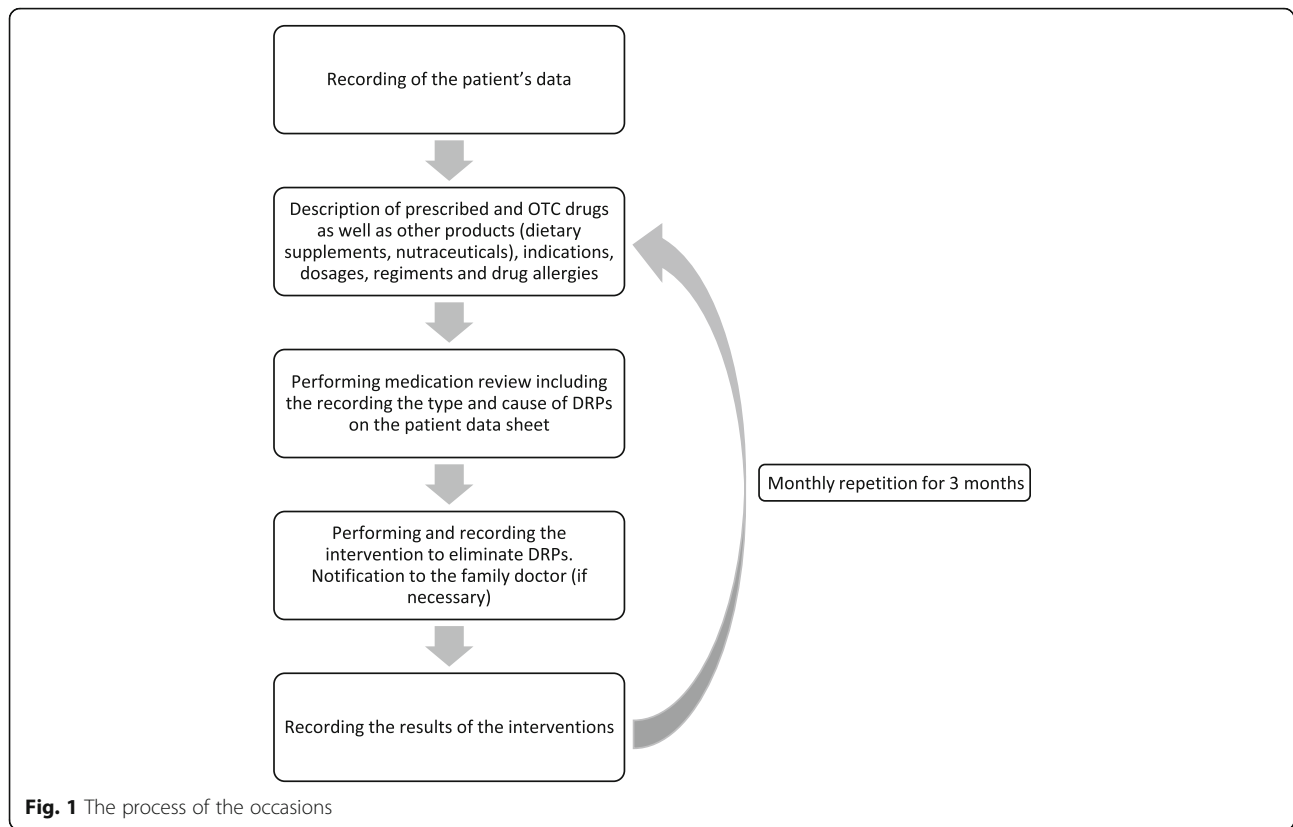 Recording of the patient's data
Description of prescribed and OTC drugs
as well as other products (dietary
supplements, nutraceuticals), indications,
dosages, regiments and drug allergies
Performing medication review including
the recording the type and cause of DRPs
on the patient data sheet
Monthly repetition for 3 months
Performing and recording the
intervention to eliminate DRPs.
Notification to the family doctor (if
necessary)
Recording the results of the interventions
Fig. 1 The process of the occasions